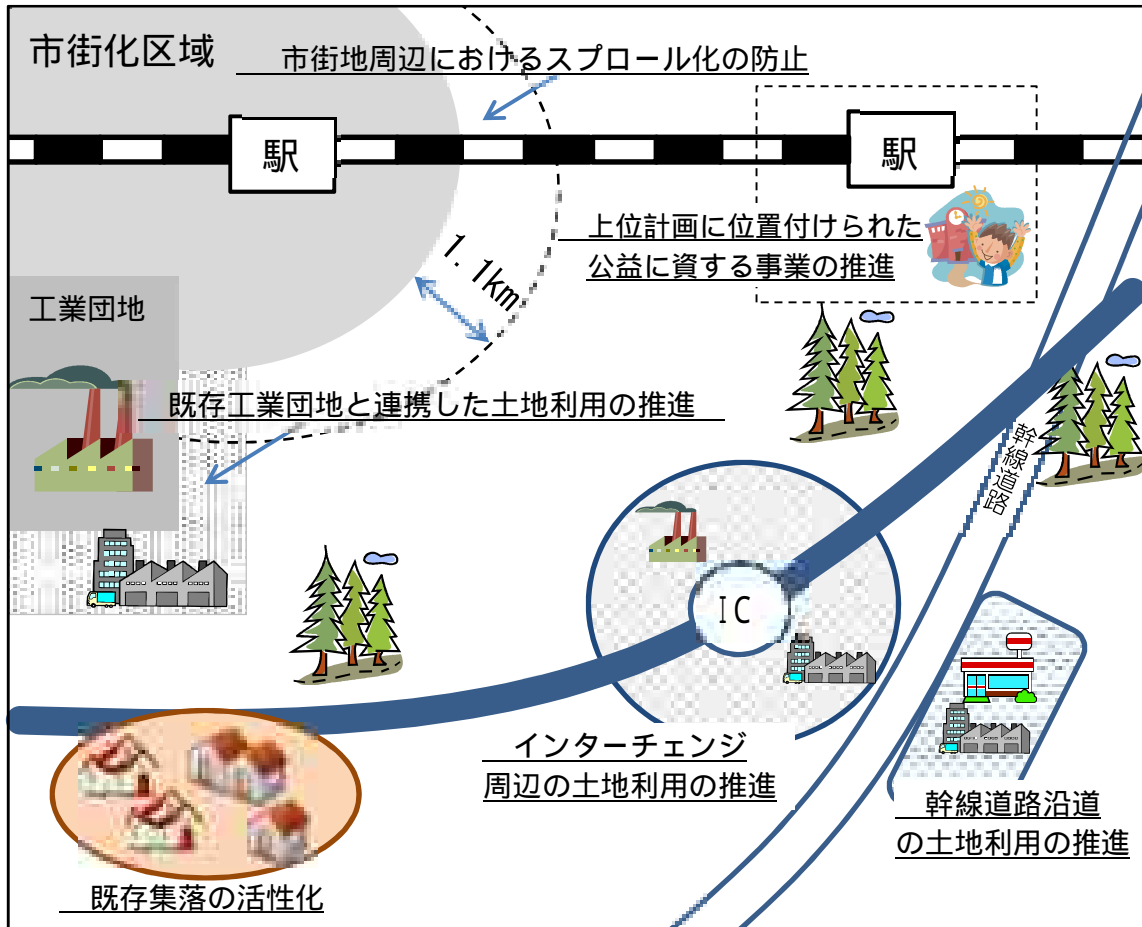 市街化区域
市街地周辺におけるスプロール化の防止
駅
駅
上位計画に位置付けられた
公益に資する事業の推進
1.1km
工業団地
既存工業団地と連携した土地利用の推進
幹線道路
IC
インターチェンジ
周辺の土地利用の推進
幹線道路沿道
の土地利用の推進
既存集落の活性化